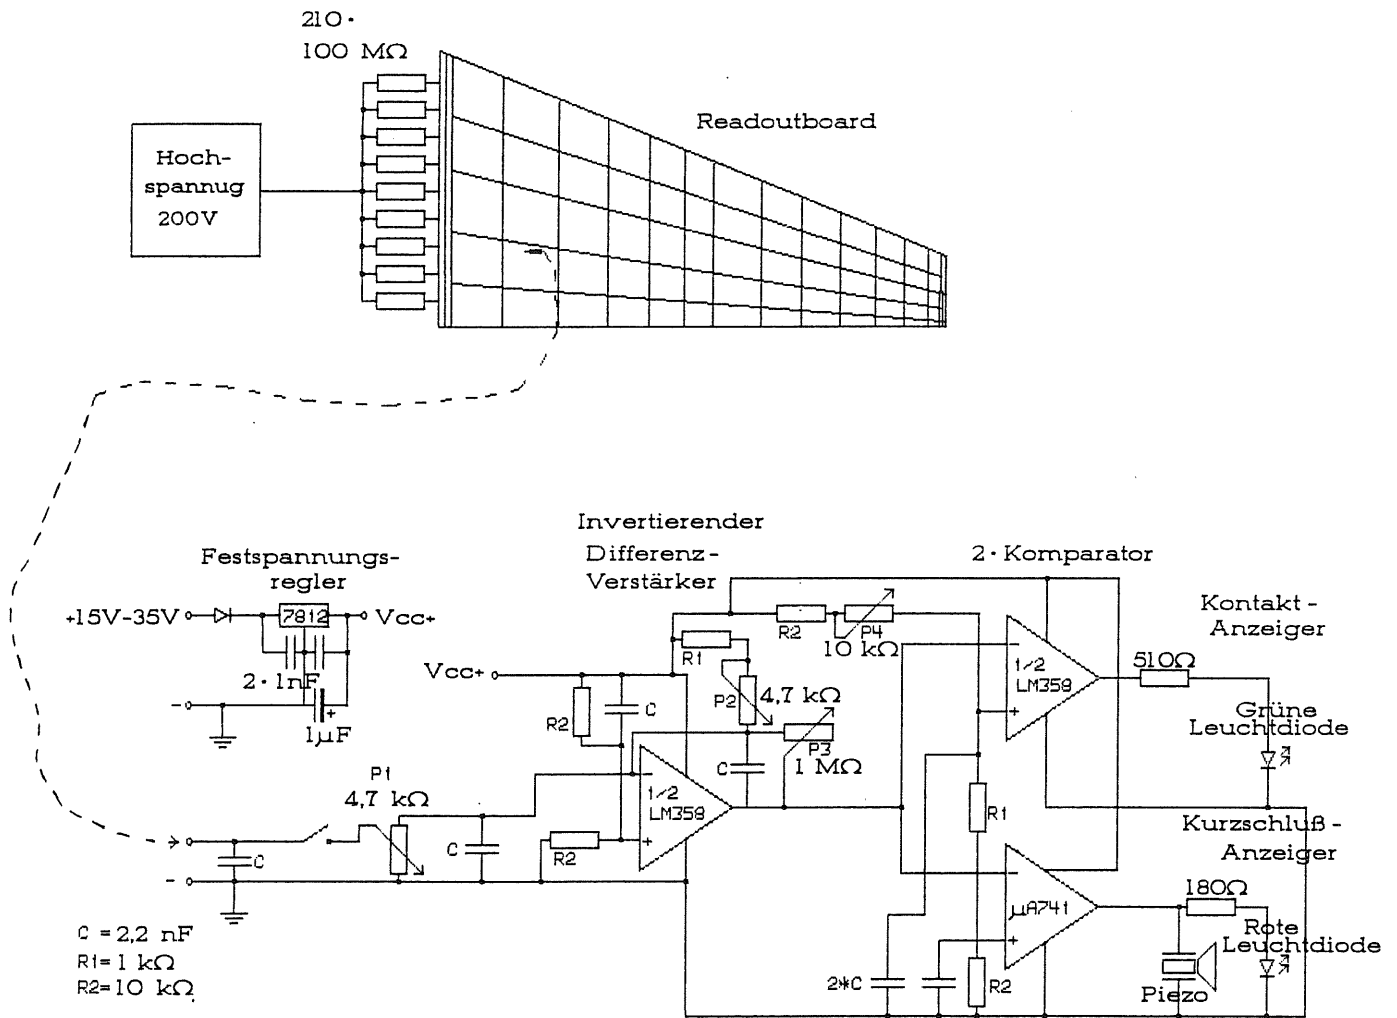 210·
100 MΩ
Readoutboard
Hoch-
spannug
200V
Invertierender
Differenz-
Verstärker
2·Komparator
Festspannungs-
regler
+15V-35V
7812
Vcc+
2·1nF
-
1µF
+
Vcc+
R2
C
R1
P2
4,7 kΩ
R2
P4
10 kΩ
P3
1 MΩ
C
1/2
LM358
-
+
P1
4,7 kΩ
C
C
R2
-
1/2
LM358
-
+
510Ω
Kontakt-
Anzeiger
Grüne
Leuchtdiode
R1
Kurzschluß-
Anzeiger
µA741
-
+
180Ω
Rote
Leuchtdiode
2*C
R2
Piezo
C = 2,2 nF
R1= 1 kΩ
R2= 10 kΩ